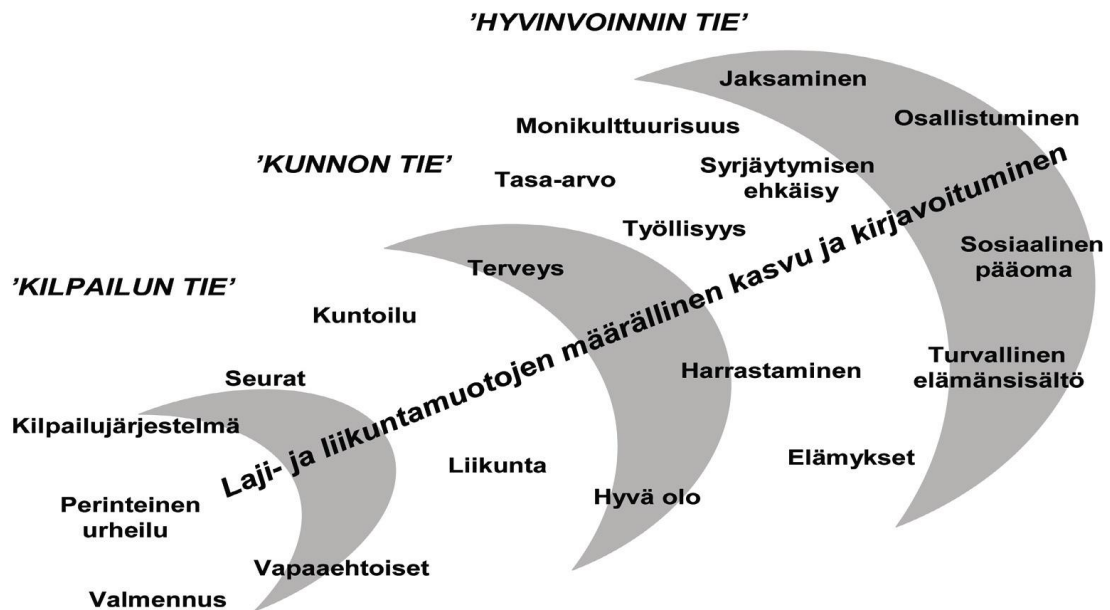 'HYVINVOINNIN TIE'
Jaksaminen
Osallistuminen
Monikulttuurisuus
'KUNNON TIE'
Syrjäytymisen
ehkäisy
Tasa-arvo
Työllisyys
Sosiaalinen
pääoma
Terveys
'KILPAILUN TIE'
Kuntoilu
Laji- ja liikuntamuotojen määrällinen kasvu ja kirjavoituminen
Turvallinen
elämänsisältö
Harrastaminen
Seurat
Kilpailujärjestelmä
Elämykset
Liikunta
Hyvä olo
Perinteinen
urheilu
Vapaaehtoiset
Valmennus